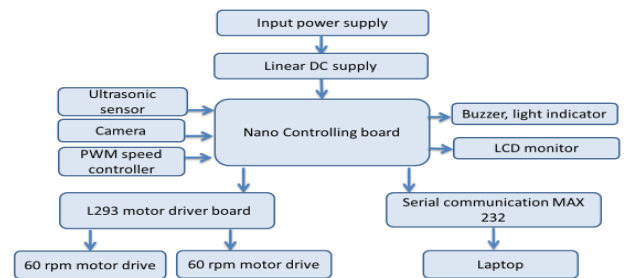 Input power supply
Linear DC supply
Ultrasonic
sensor
Camera
PWM speed
controller
Nano Controlling board
Buzzer, light indicator
LCD monitor
L293 motor driver board
Serial communication MAX
232
60 rpm motor drive
60 rpm motor drive
Laptop